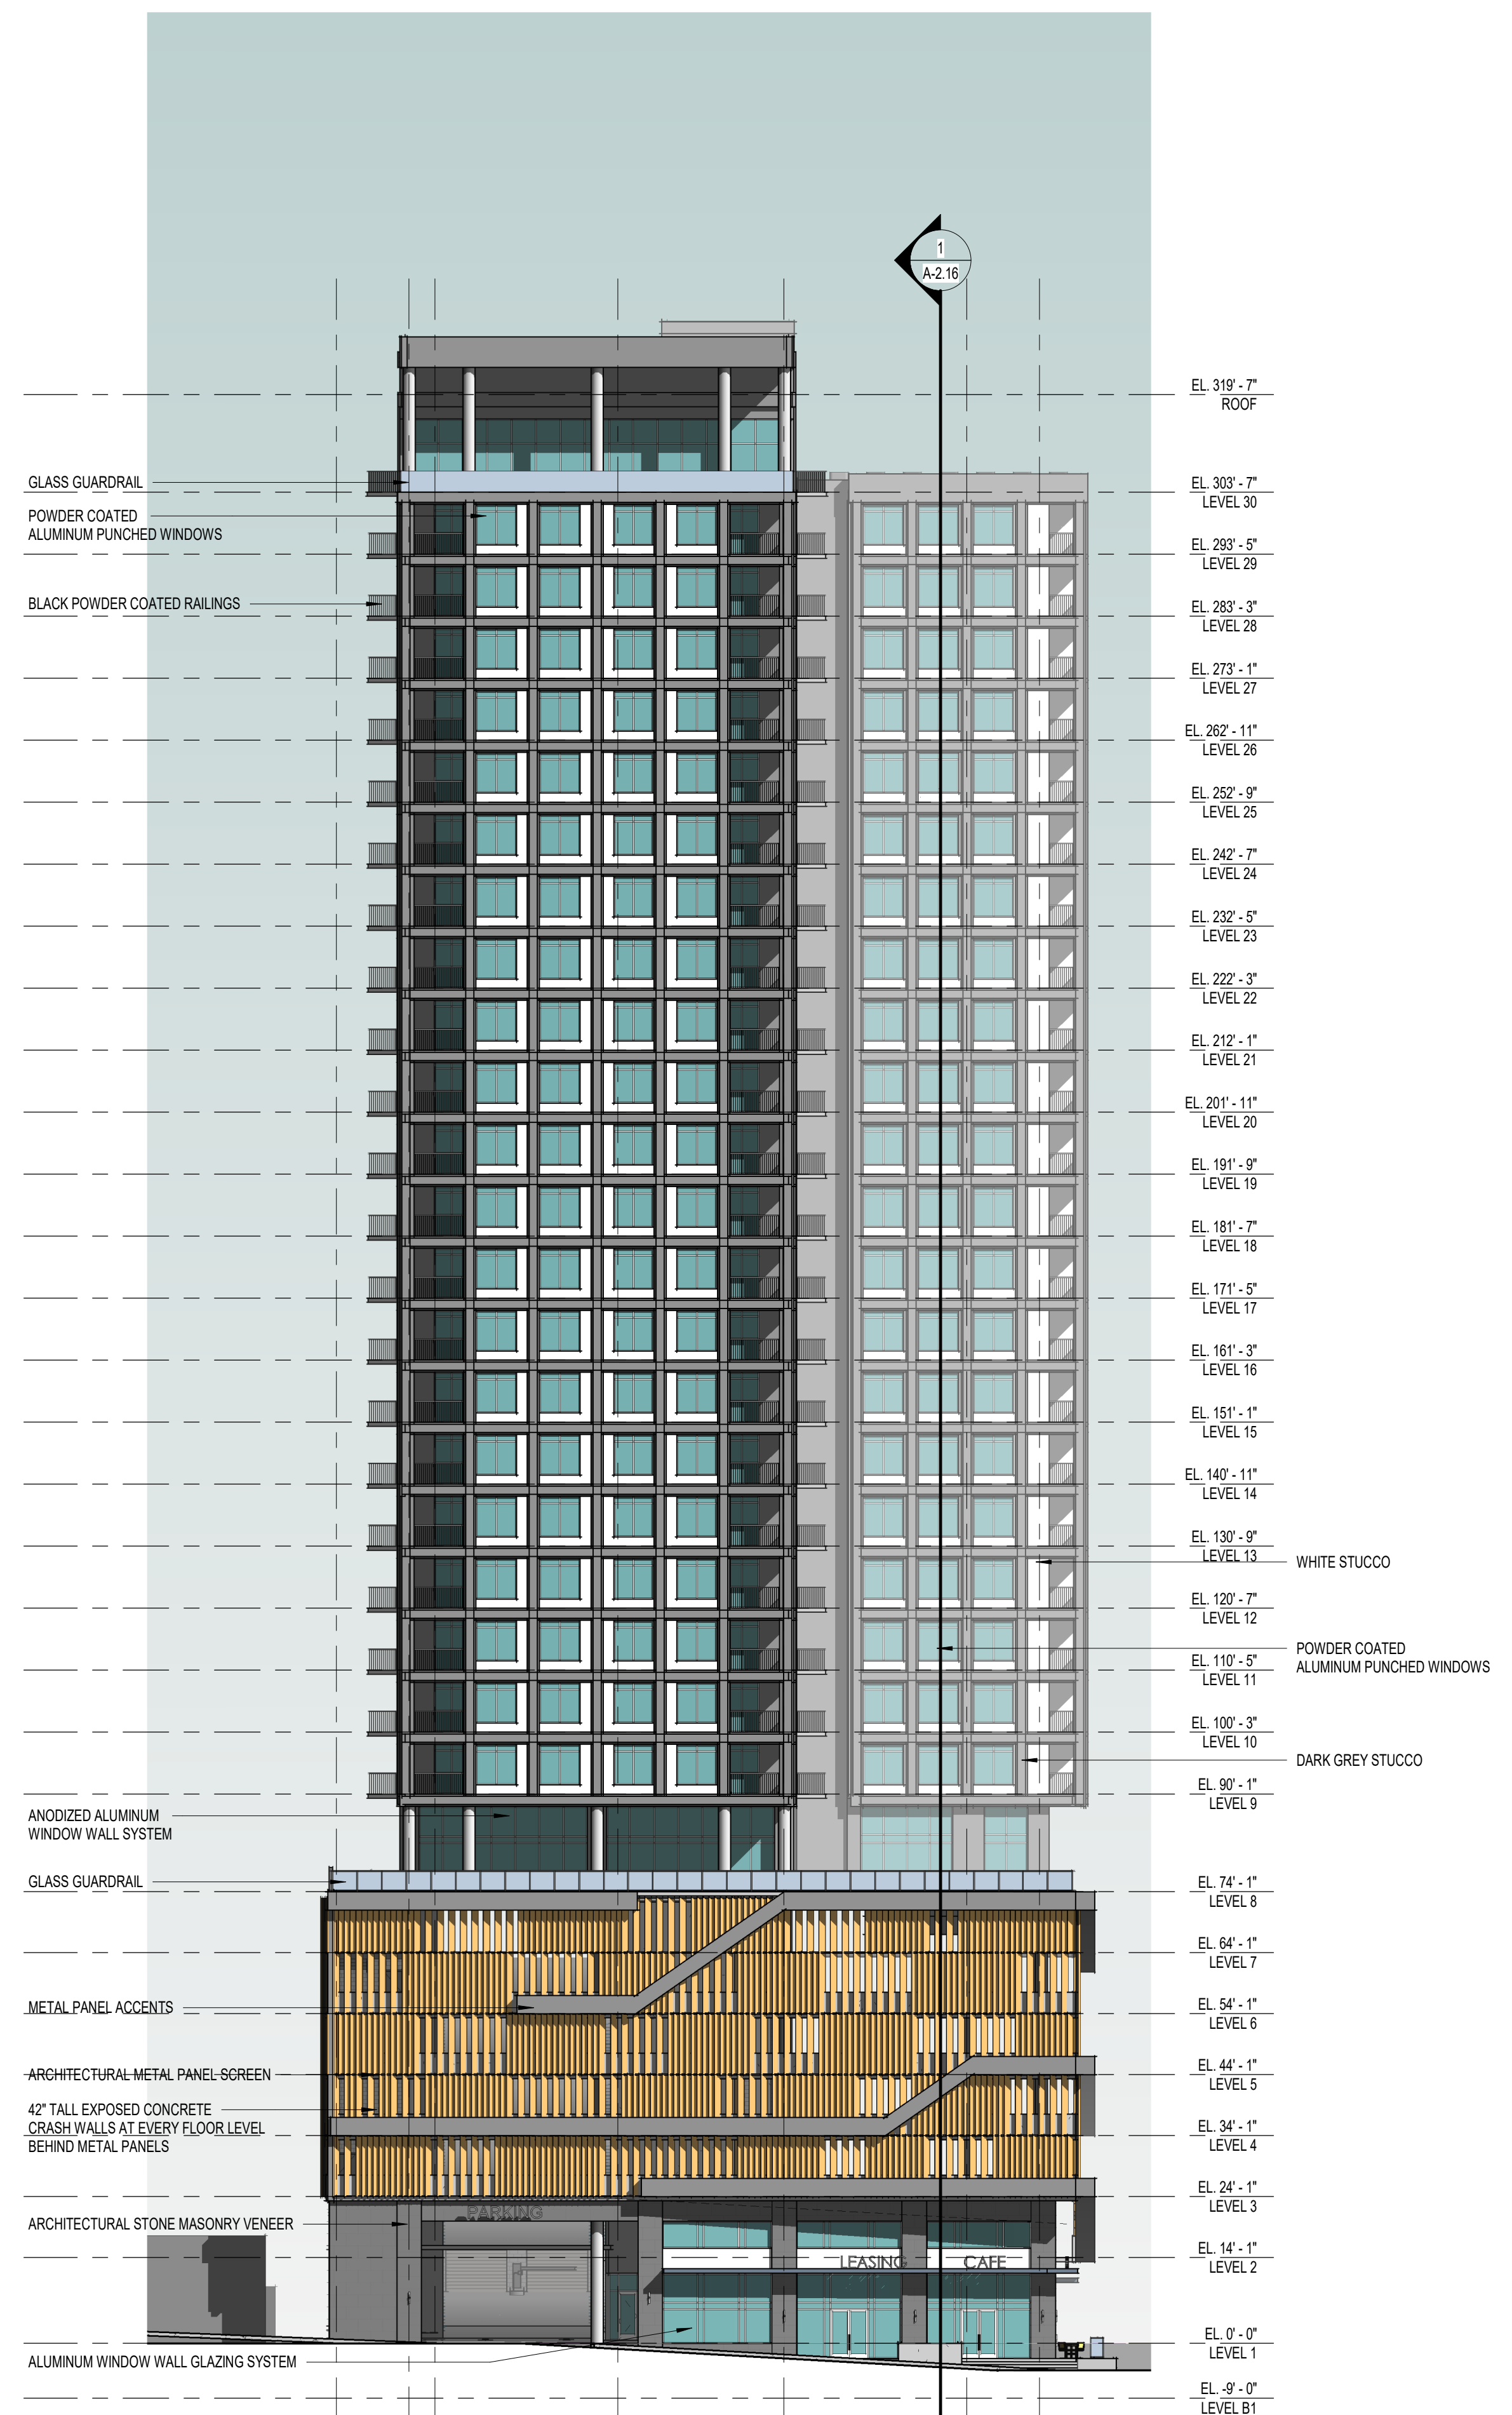 1
A-2.16
EL. 319' - 7"
ROOF
GLASS GUARDRAIL
EL. 303' - 7"
LEVEL 30
POWDER COATED
ALUMINUM PUNCHED WINDOWS
EL. 293' - 5"
LEVEL 29
BLACK POWDER COATED RAILINGS
EL. 283' - 3"
LEVEL 28
EL. 273' - 1"
LEVEL 27
EL. 262' - 11"
LEVEL 26
EL. 252' - 9"
LEVEL 25
EL. 242' - 7"
LEVEL 24
EL. 232' - 5"
LEVEL 23
EL. 222' - 3"
LEVEL 22
EL. 212' - 1"
LEVEL 21
EL. 201' - 11"
LEVEL 20
EL. 191' - 9"
LEVEL 19
EL. 181' - 7"
LEVEL 18
EL. 171' - 5"
LEVEL 17
EL. 161' - 3"
LEVEL 16
EL. 151' - 1"
LEVEL 15
EL. 140' - 11"
LEVEL 14
EL. 130' - 9"
LEVEL 13
WHITE STUCCO
EL. 120' - 7"
LEVEL 12
POWDER COATED
ALUMINUM PUNCHED WINDOWS
EL. 110' - 5"
LEVEL 11
EL. 100' - 3"
LEVEL 10
DARK GREY STUCCO
EL. 90' - 1"
LEVEL 9
ANODIZED ALUMINUM
WINDOW WALL SYSTEM
GLASS GUARDRAIL
EL. 74' - 1"
LEVEL 8
EL. 64' - 1"
LEVEL 7
METAL PANEL ACCENTS
EL. 54' - 1"
LEVEL 6
ARCHITECTURAL METAL PANEL SCREEN
EL. 44' - 1"
LEVEL 5
42" TALL EXPOSED CONCRETE
CRASH WALLS AT EVERY FLOOR LEVEL
BEHIND METAL PANELS
EL. 34' - 1"
LEVEL 4
EL. 24' - 1"
LEVEL 3
PARKING
ARCHITECTURAL STONE MASONRY VENEER
EL. 14' - 1"
LEVEL 2
LEASING
CAFE
EL. 0' - 0"
LEVEL 1
ALUMINUM WINDOW WALL GLAZING SYSTEM
EL. -9' - 0"
LEVEL B1